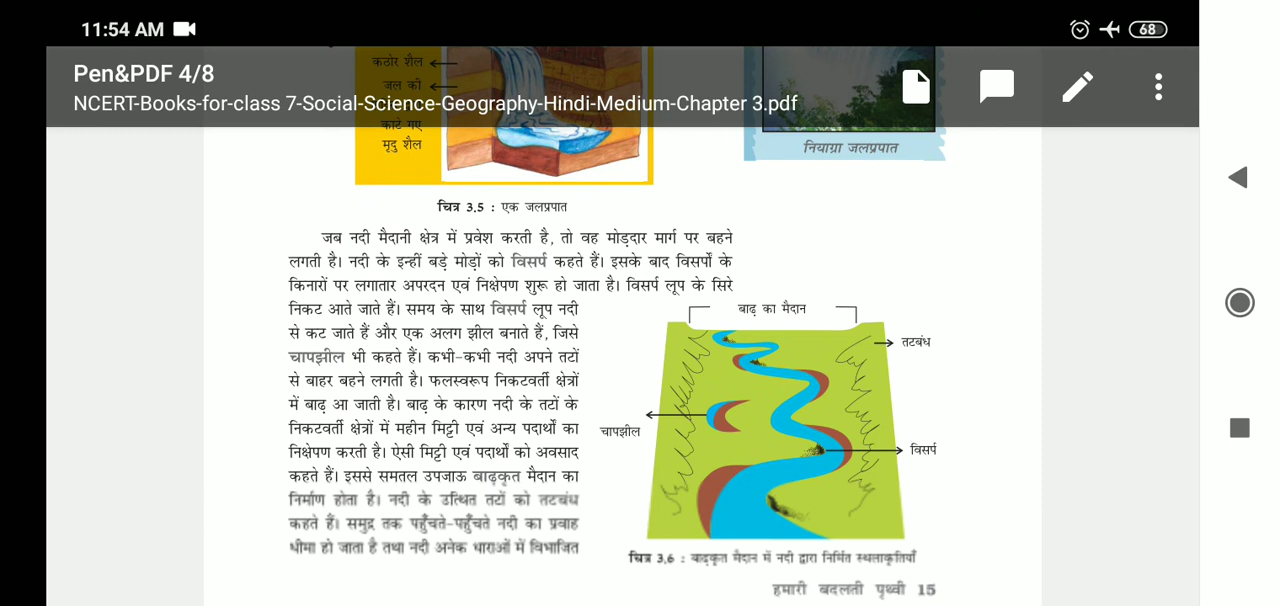 11:54 AM
68
Pen&PDF 4/8
NCERT-Books-for-class 7-Social-Science-Geography-Hindi-Medium-Chapter 3.pdf
कठोर शैल
जल की
काटे गए
मृदु शैल
नियाग्रा जलप्रपात
चित्र 3.5 : एक जलप्रपात
जब नदी मैदानी क्षेत्र में प्रवेश करती है, तो वह मोड़दार मार्ग पर बहने
लगती है। नदी के इन्हीं बड़े मोड़ों को विसर्प कहते हैं। इसके बाद विसर्पों के
किनारों पर लगातार अपरदन एवं निक्षेपण शुरू हो जाता है। विसर्प लूप के सिरे
निकट आते जाते हैं। समय के साथ विसर्प लूप नदी
से कट जाते हैं और एक अलग झील बनाते हैं, जिसे
चापझील भी कहते हैं। कभी-कभी नदी अपने तटों
से बाहर बहने लगती है। फलस्वरूप निकटवर्ती क्षेत्रों
में बाढ़ आ जाती है। बाढ़ के कारण नदी के तटों के
निकटवर्ती क्षेत्रों में महीन मिट्टी एवं अन्य पदार्थों का
निक्षेपण करती है। ऐसी मिट्टी एवं पदार्थों को अवसाद
कहते हैं। इससे समतल उपजाऊ बाढ़कृत मैदान का
निर्माण होता है। नदी के उत्थित तटों को तटबंध
कहते हैं। समुद्र तक पहुँचते-पहुँचते नदी का प्रवाह
धीमा हो जाता है तथा नदी अनेक धाराओं में विभाजित
बाढ़ का मैदान
तटबंध
चापझील
विसर्प
चित्र 3.6 : बाढ़कृत मैदान में नदी द्वारा निर्मित स्थलाकृतियाँ
हमारी बदलती पृथ्वी 15